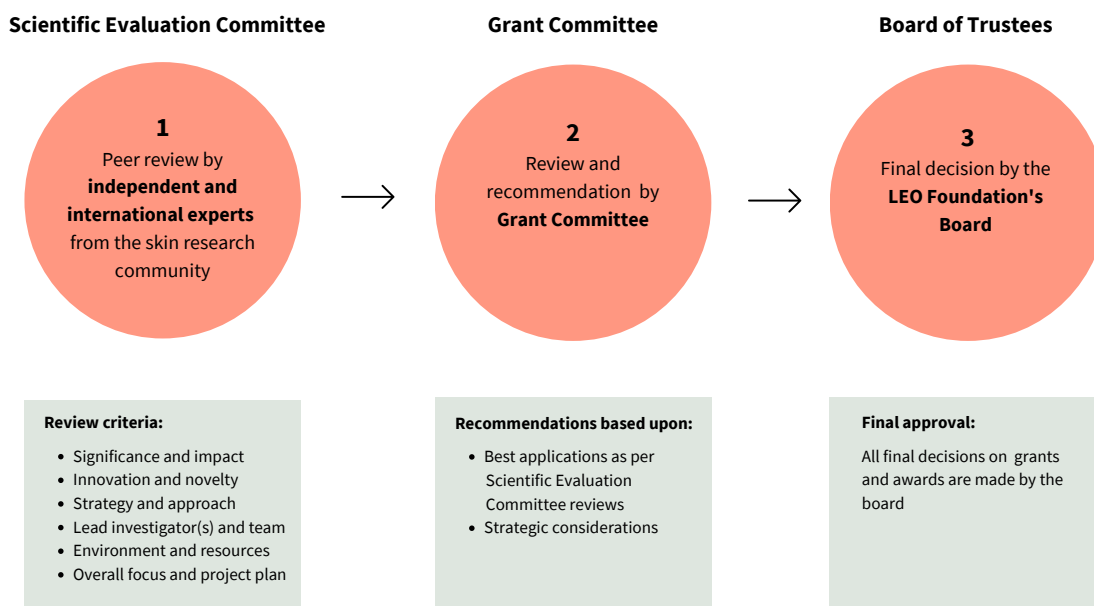 Scientific Evaluation Committee
Grant Committee
Board of Trustees
1
Peer review by
independent and
international experts
from the skin research
community
2
Review and
recommendation by
Grant Committee
3
Final decision by the
LEO Foundation's
Board
Review criteria:
• Significance and impact
• Innovation and novelty
• Strategy and approach
• Lead investigator(s) and team
• Environment and resources
• Overall focus and project plan
Recommendations based upon:
• Best applications as per
Scientific Evaluation
Committee reviews
• Strategic considerations
Final approval:
All final decisions on grants
and awards are made by the
board